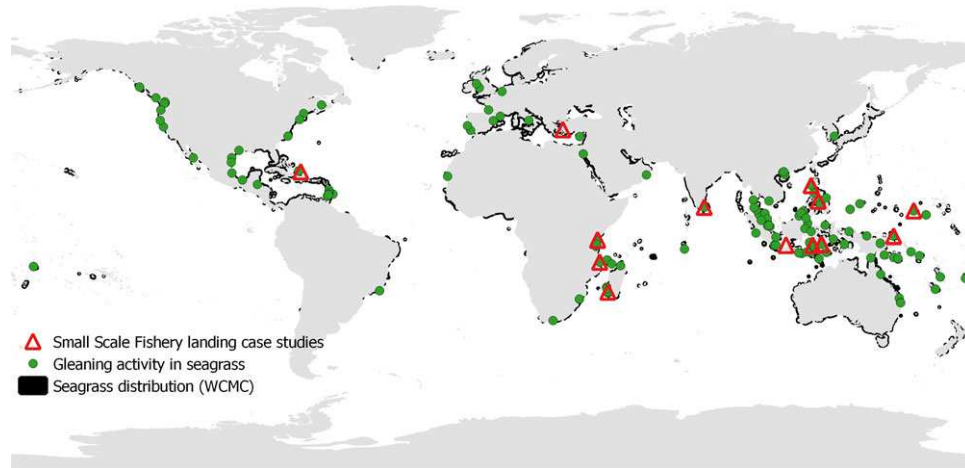 Small Scale Fishery landing case studies
Gleaning activity in seagrass
Seagrass distribution (WCMC)